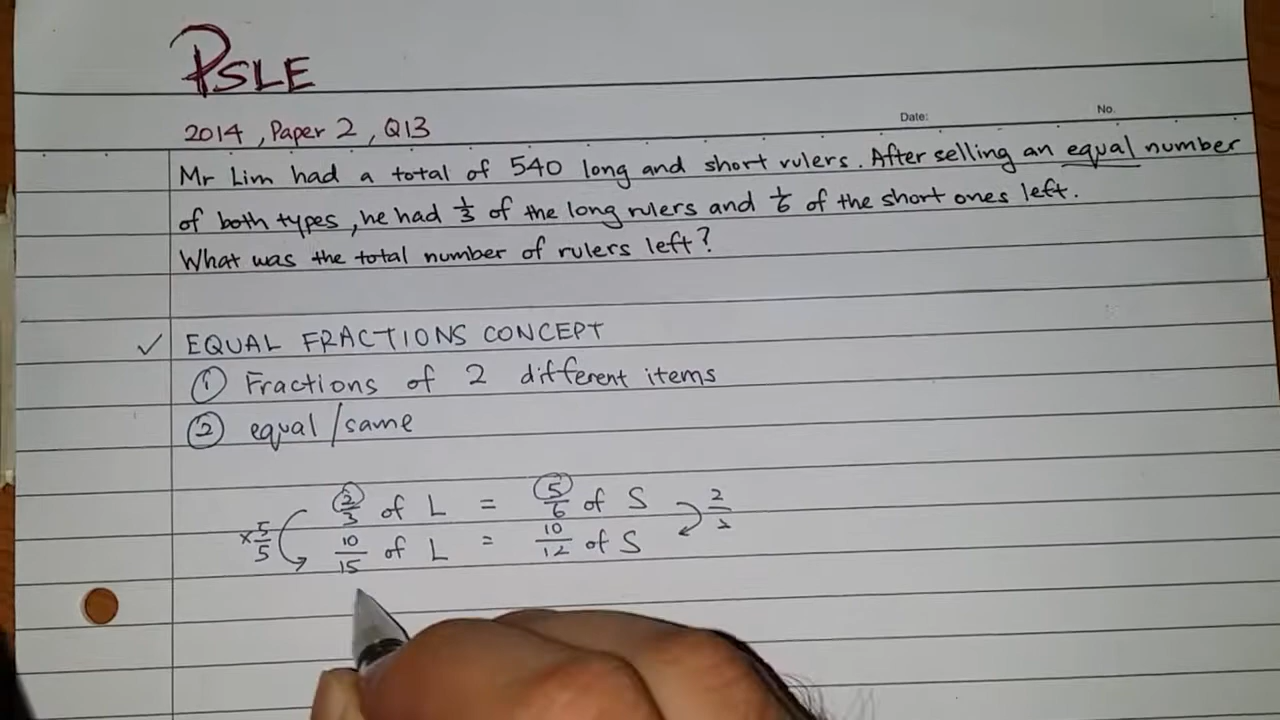 PSLE
2014, Paper 2, Q13
Date:
No.
Mr Lim had a total of 540 long and short rulers. After selling an equal number
of both types, he had 1/3 of the long rulers and 1/6 of the short ones left.
What was the total number of rulers left?
✓ EQUAL FRACTIONS CONCEPT
① Fractions of 2 different items
② equal/same
2/3 of L = 5/6 of S
×5/5
10/15 of L = 10/12 of S